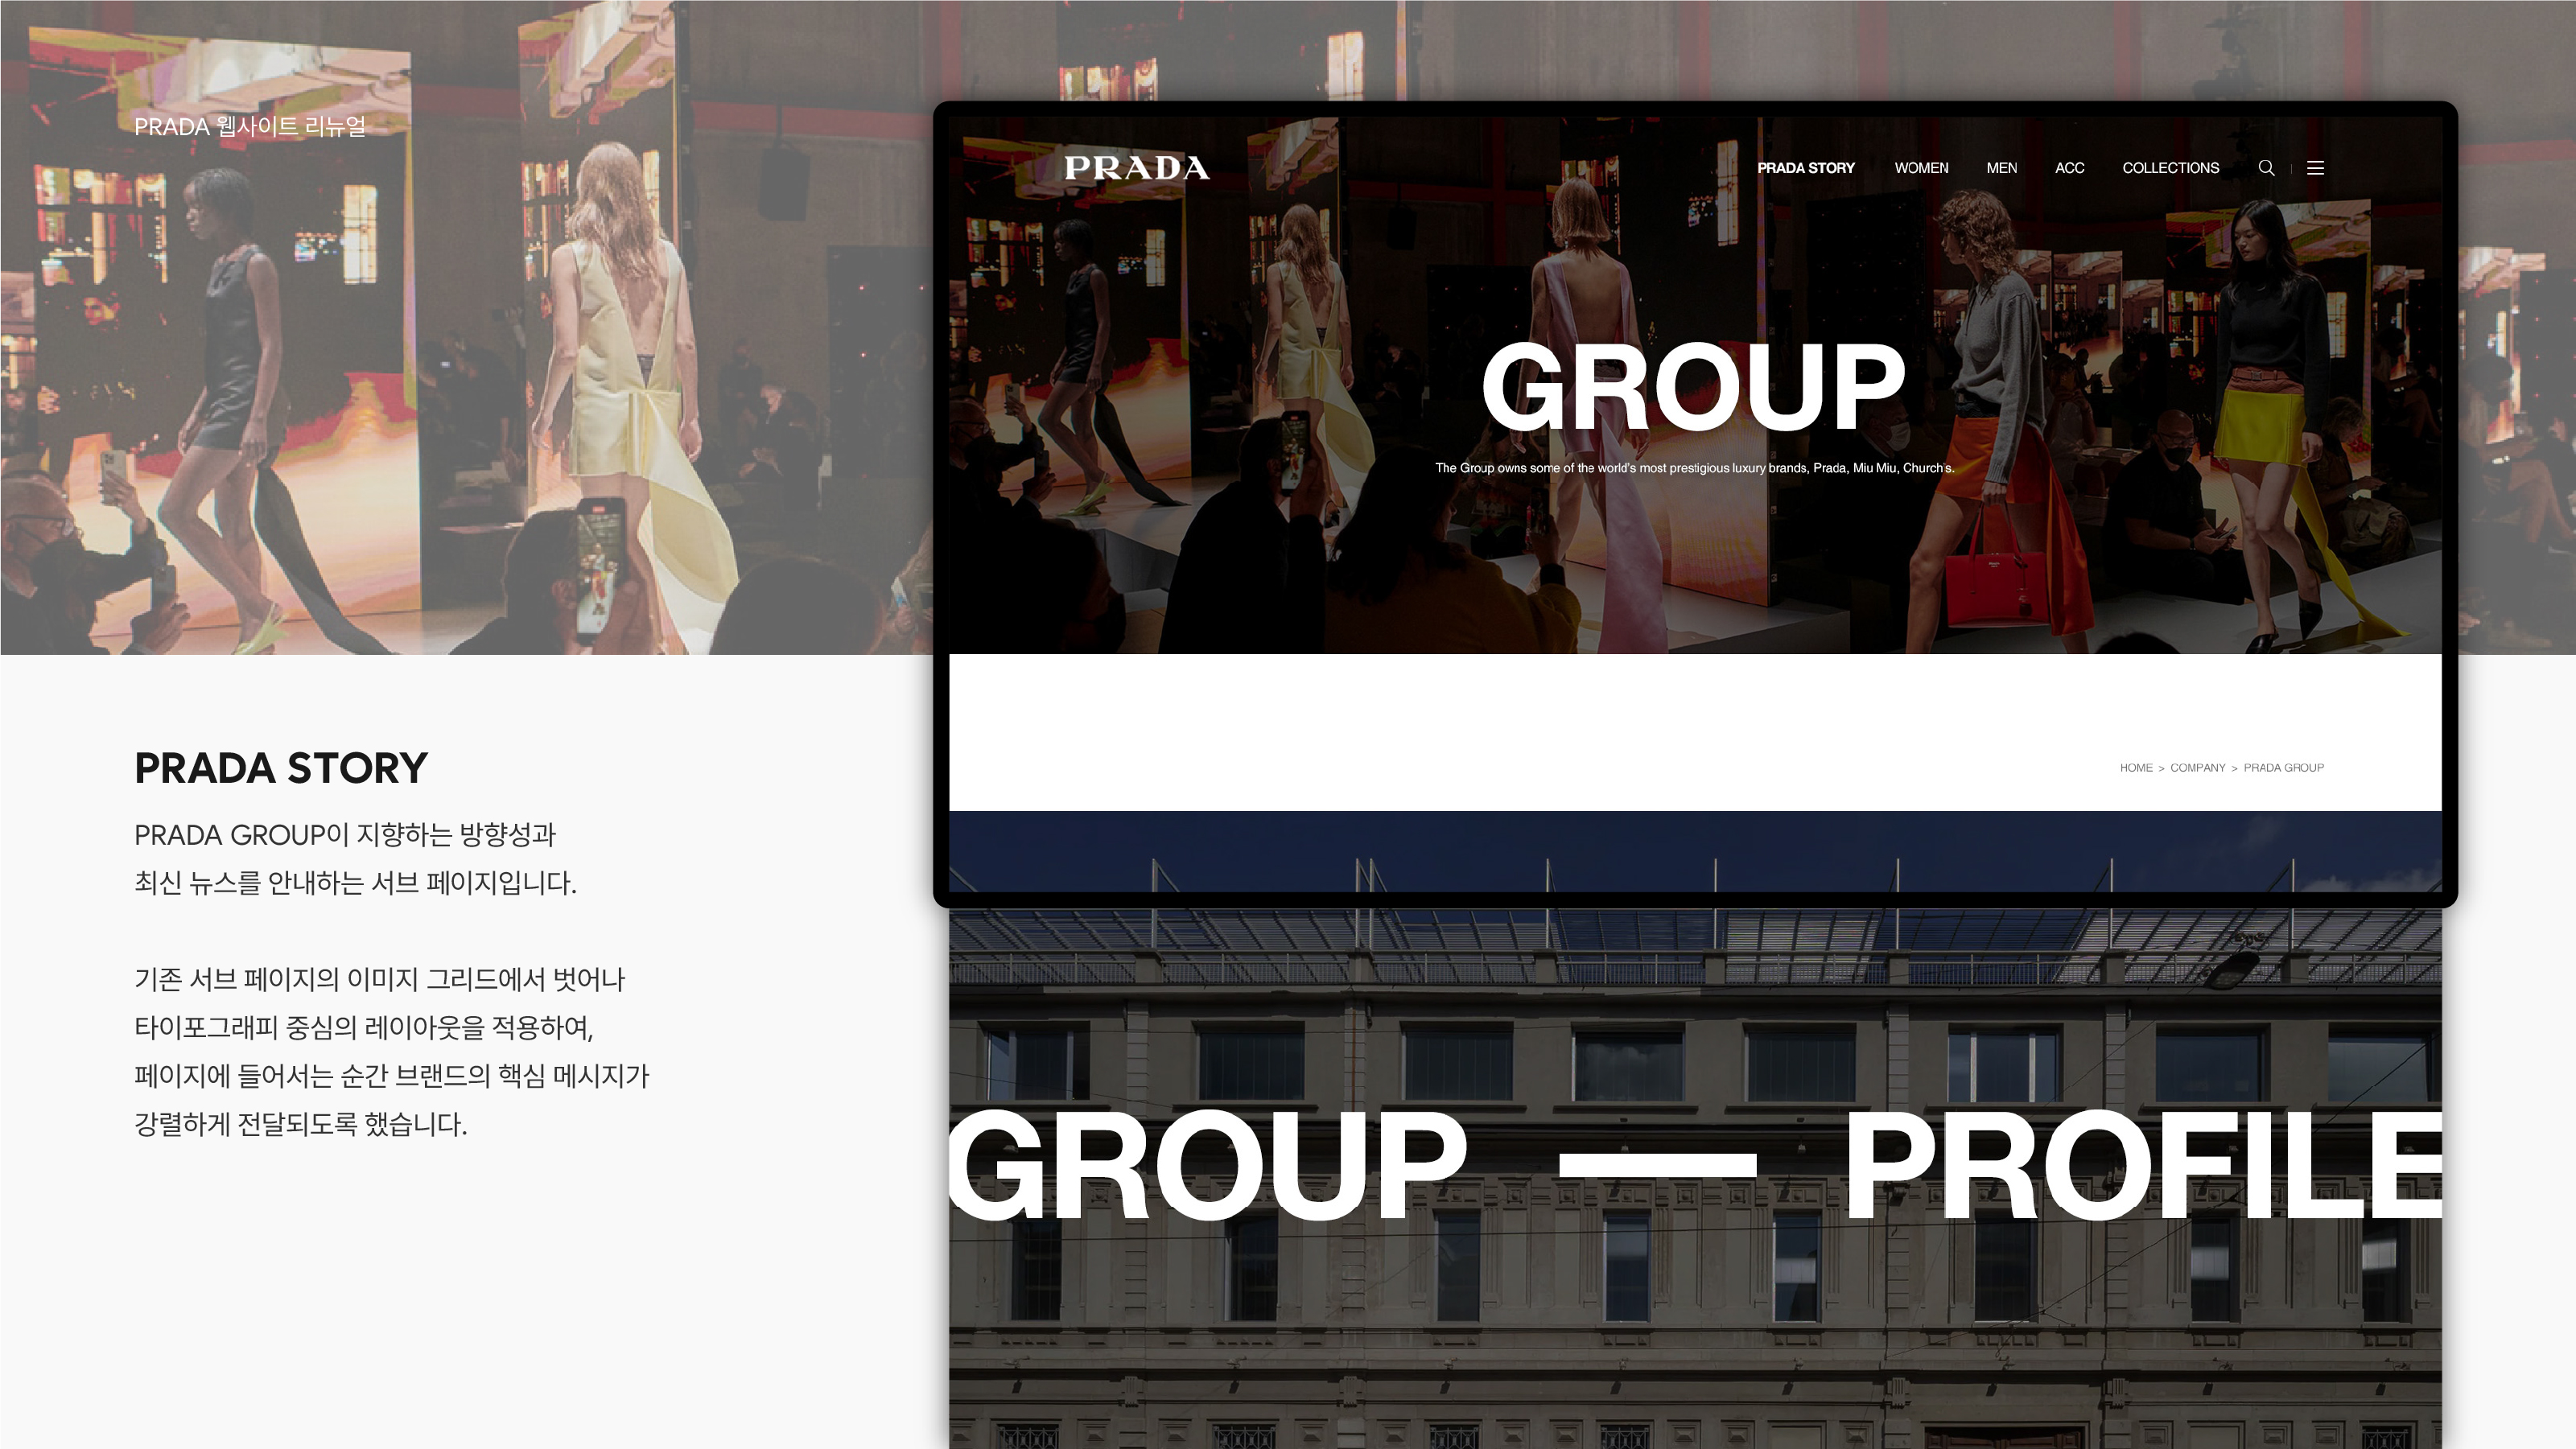 PRADA 웹사이트 리뉴얼
PRADA
PRADA STORY WOMEN MEN ACC COLLECTIONS
GROUP
The Group owns some of the world's most prestigious luxury brands, Prada, Miu Miu, Church's.
HOME > COMPANY > PRADA GROUP
PRADA STORY
PRADA GROUP이 지향하는 방향성과
최신 뉴스를 안내하는 서브 페이지입니다.
기존 서브 페이지의 이미지 그리드에서 벗어나
타이포그래피 중심의 레이아웃을 적용하여,
페이지에 들어서는 순간 브랜드의 핵심 메시지가
강렬하게 전달되도록 했습니다.
GROUP — PROFILE